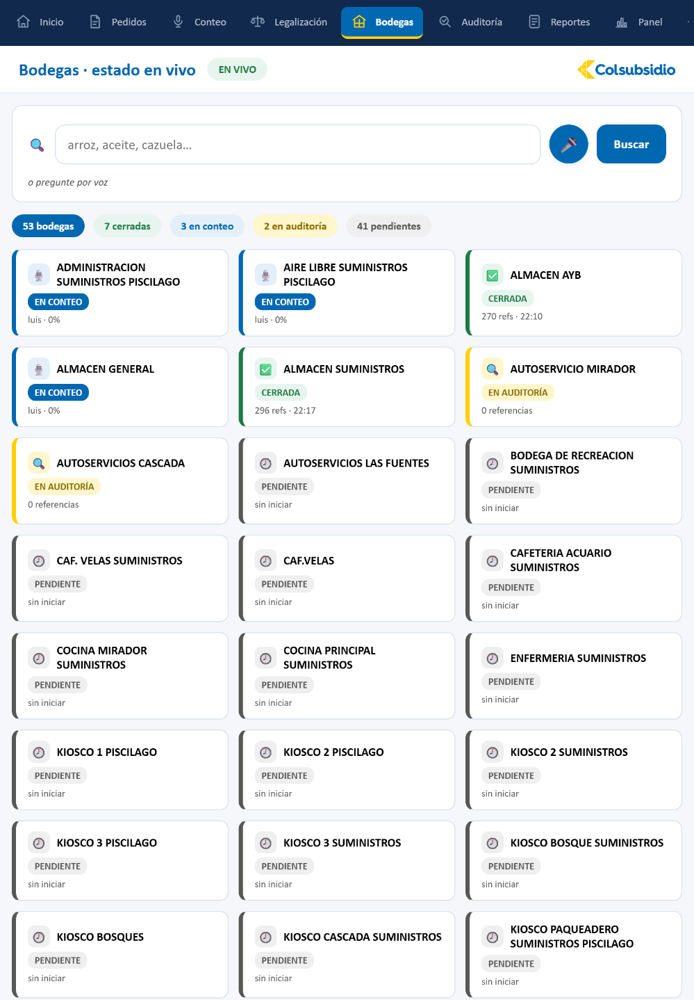 Inicio Pedidos Conteo Legalización Bodegas Auditoría Reportes Panel
Bodegas · estado en vivo EN VIVO Colsubsidio
arroz, aceite, cazuela... Buscar
o pregunte por voz
53 bodegas 7 cerradas 3 en conteo 2 en auditoría 41 pendientes
ADMINISTRACION
SUMINISTROS PISCILAGO
EN CONTEO
luis · 0%
AIRE LIBRE SUMINISTROS
PISCILAGO
EN CONTEO
luis · 0%
ALMACEN AYB
CERRADA
270 refs · 22:10
ALMACEN GENERAL
EN CONTEO
luis · 0%
ALMACEN SUMINISTROS
CERRADA
296 refs · 22:17
AUTOSERVICIO MIRADOR
EN AUDITORÍA
0 referencias
AUTOSERVICIOS CASCADA
EN AUDITORÍA
0 referencias
AUTOSERVICIOS LAS FUENTES
PENDIENTE
sin iniciar
BODEGA DE RECREACION
SUMINISTROS
PENDIENTE
sin iniciar
CAF. VELAS SUMINISTROS
PENDIENTE
sin iniciar
CAF.VELAS
PENDIENTE
sin iniciar
CAFETERIA ACUARIO
SUMINISTROS
PENDIENTE
sin iniciar
COCINA MIRADOR
SUMINISTROS
PENDIENTE
sin iniciar
COCINA PRINCIPAL
SUMINISTROS
PENDIENTE
sin iniciar
ENFERMERIA SUMINISTROS
PENDIENTE
sin iniciar
KIOSCO 1 PISCILAGO
PENDIENTE
sin iniciar
KIOSCO 2 PISCILAGO
PENDIENTE
sin iniciar
KIOSCO 2 SUMINISTROS
PENDIENTE
sin iniciar
KIOSCO 3 PISCILAGO
PENDIENTE
sin iniciar
KIOSCO 3 SUMINISTROS
PENDIENTE
sin iniciar
KIOSCO BOSQUE SUMINISTROS
PENDIENTE
sin iniciar
KIOSCO BOSQUES
PENDIENTE
sin iniciar
KIOSCO CASCADA SUMINISTROS
PENDIENTE
sin iniciar
KIOSCO PAQUEADERO
SUMINISTROS PISCILAGO
PENDIENTE
sin iniciar